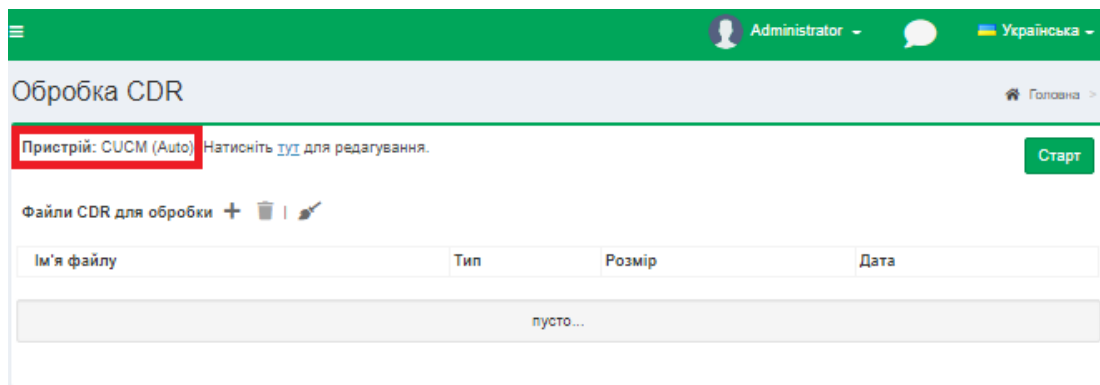 Administrator
Українська
Обробка CDR
Головна >
Пристрій: CUCM (Auto) Натисніть тут для редагування.
Старт
Файли CDR для обробки
Ім'я файлу Тип Розмір Дата
пусто...